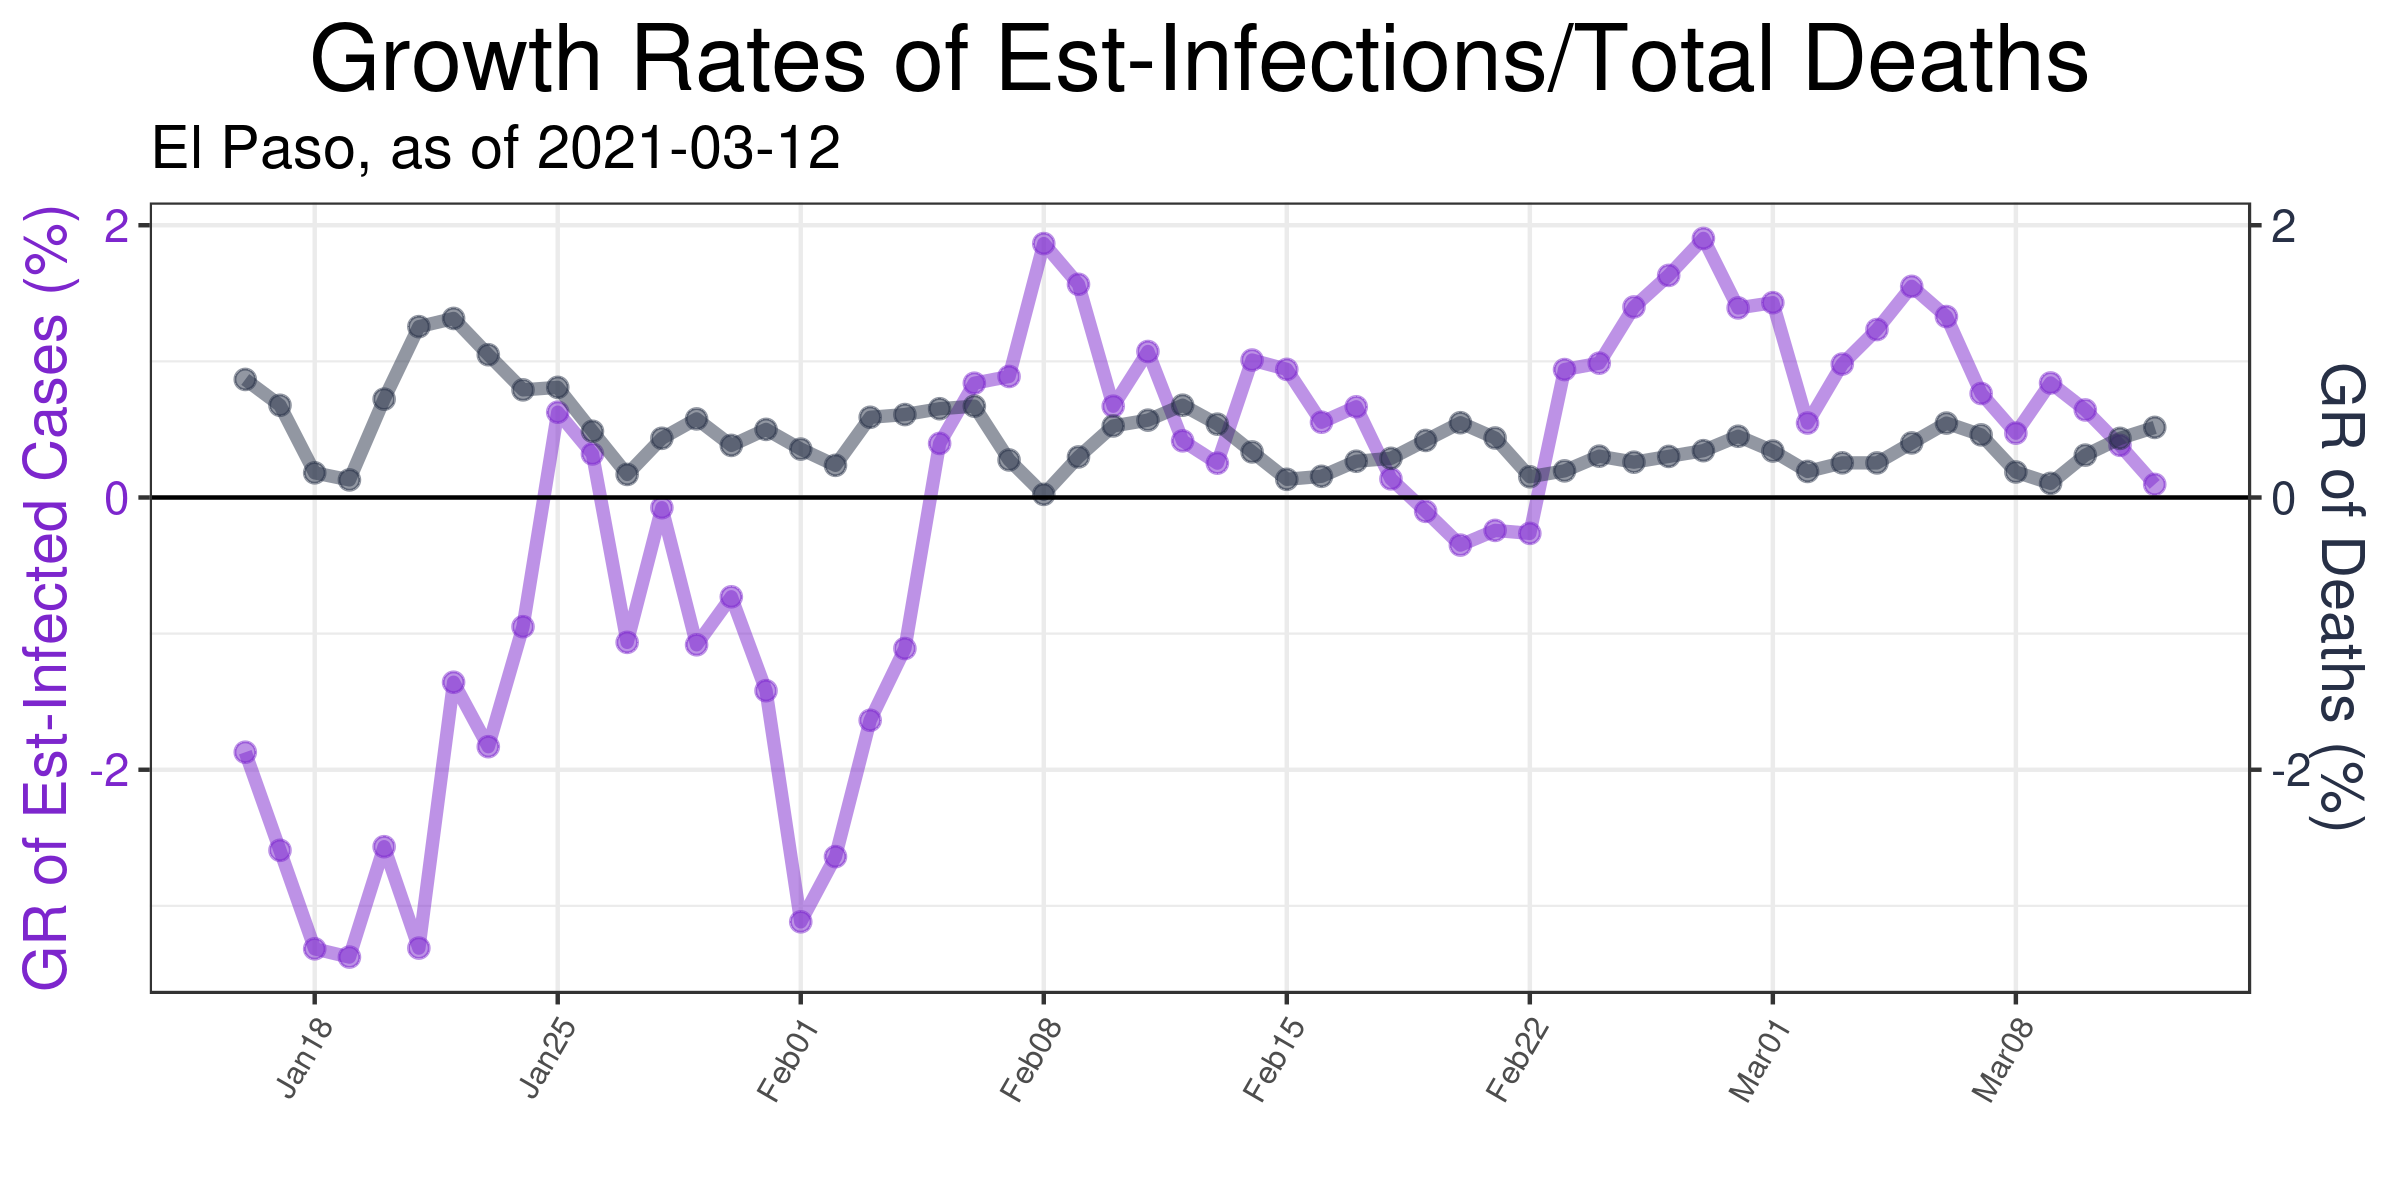 Growth Rates of Est-Infections/Total Deaths
El Paso, as of 2021-03-12
GR of Est-Infected Cases (%)
2
0
-2
2
0
-2
GR of Deaths (%)
Jan18
Jan25
Feb01
Feb08
Feb15
Feb22
Mar01
Mar08